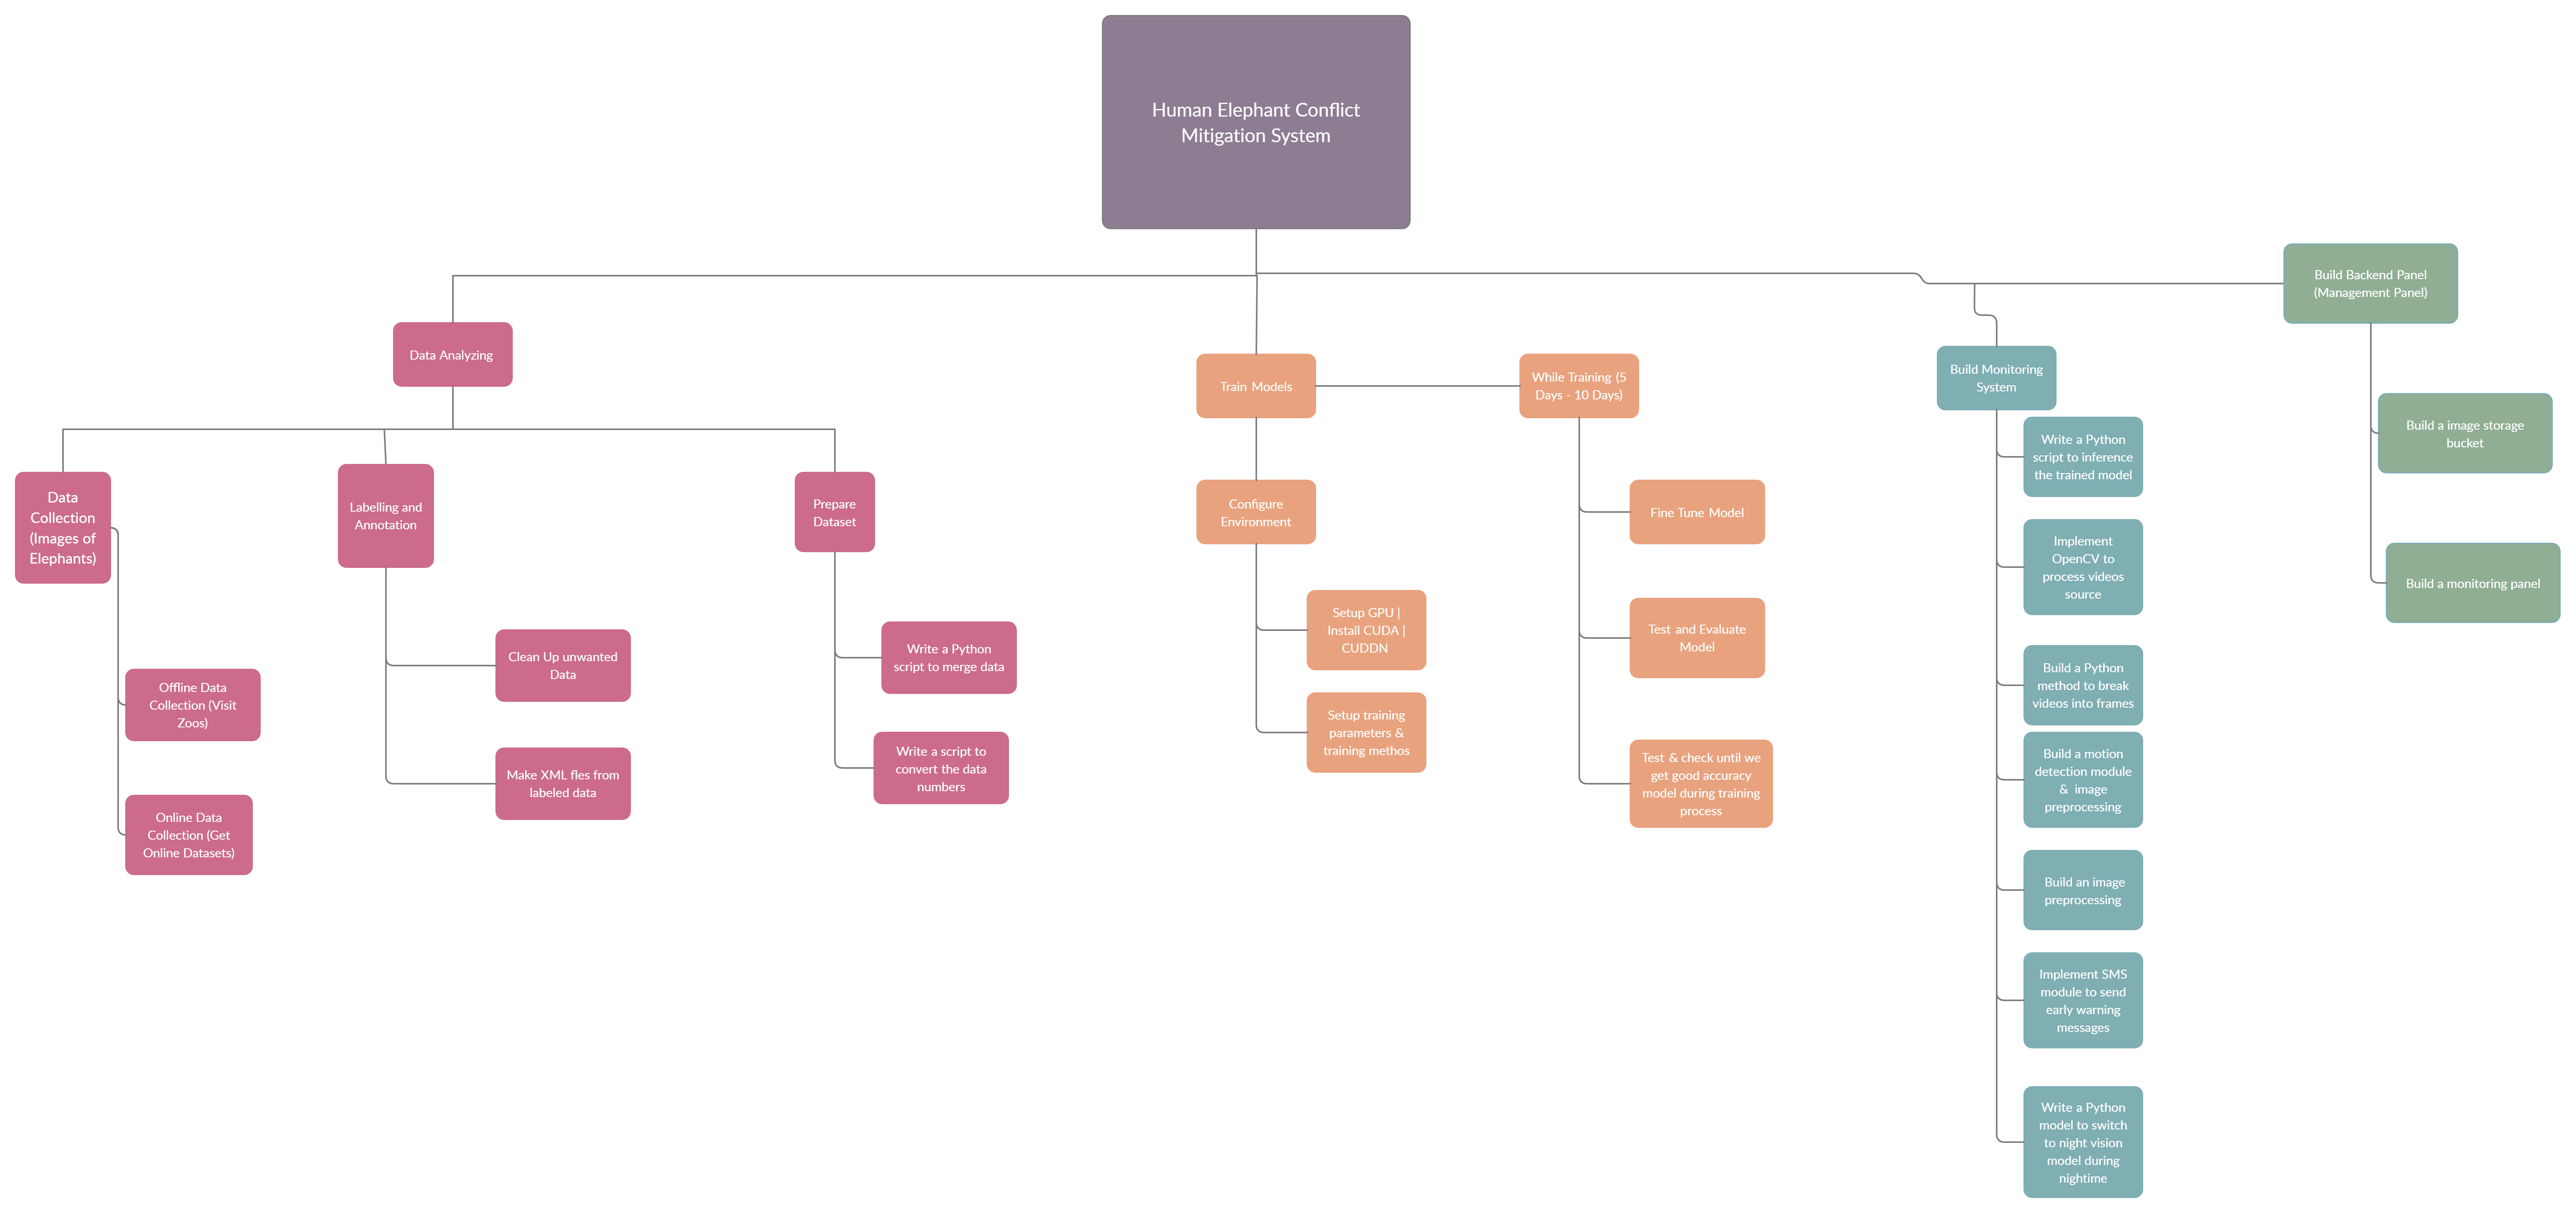 Human Elephant Conflict
Mitigation System
Build Backend Panel
(Management Panel)
Data Analyzing
Train Models
While Training (5
Days - 10 Days)
Build Monitoring
System
Data
Collection
(Images of
Elephants)
Labelling and
Annotation
Prepare
Dataset
Offline Data
Collection (Visit
Zoos)
Online Data
Collection (Get
Online Datasets)
Clean Up unwanted
Data
Make XML fles from
labeled data
Write a Python
script to merge data
Write a script to
convert the data
numbers
Configure
Environment
Setup GPU |
Install CUDA |
CUDDN
Setup training
parameters &
training methos
Fine Tune Model
Test and Evaluate
Model
Test & check until we
get good accuracy
model during training
process
Write a Python
script to inference
the trained model
Implement
OpenCV to
process videos
source
Build a Python
method to break
videos into frames
Build a motion
detection module
& image
preprocessing
Build an image
preprocessing
Implement SMS
module to send
early warning
messages
Write a Python
model to switch
to night vision
model during
nightime
Build a image storage
bucket
Build a monitoring panel